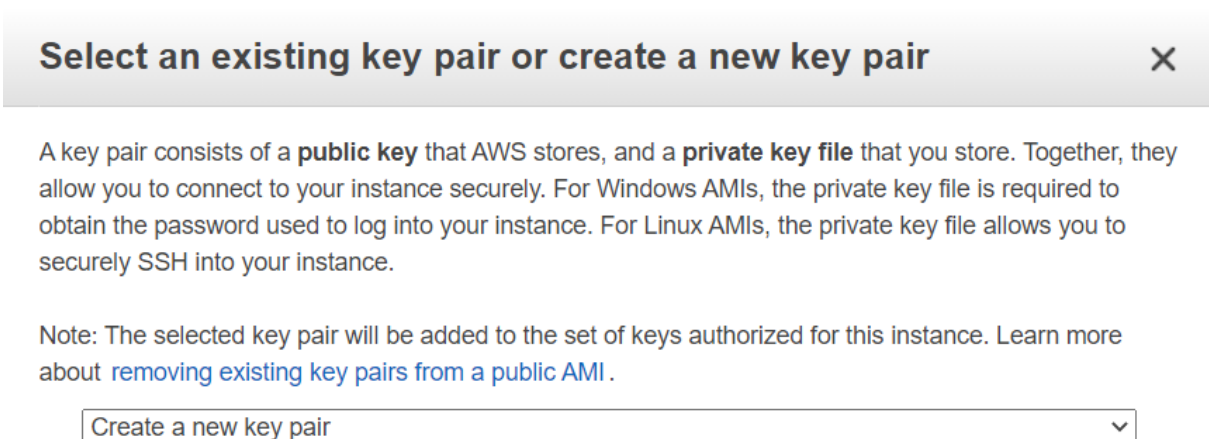 Select an existing key pair or create a new key pair
A key pair consists of a public key that AWS stores, and a private key file that you store. Together, they
allow you to connect to your instance securely. For Windows AMIs, the private key file is required to
obtain the password used to log into your instance. For Linux AMIs, the private key file allows you to
securely SSH into your instance.
Note: The selected key pair will be added to the set of keys authorized for this instance. Learn more
about removing existing key pairs from a public AMI.
Create a new key pair